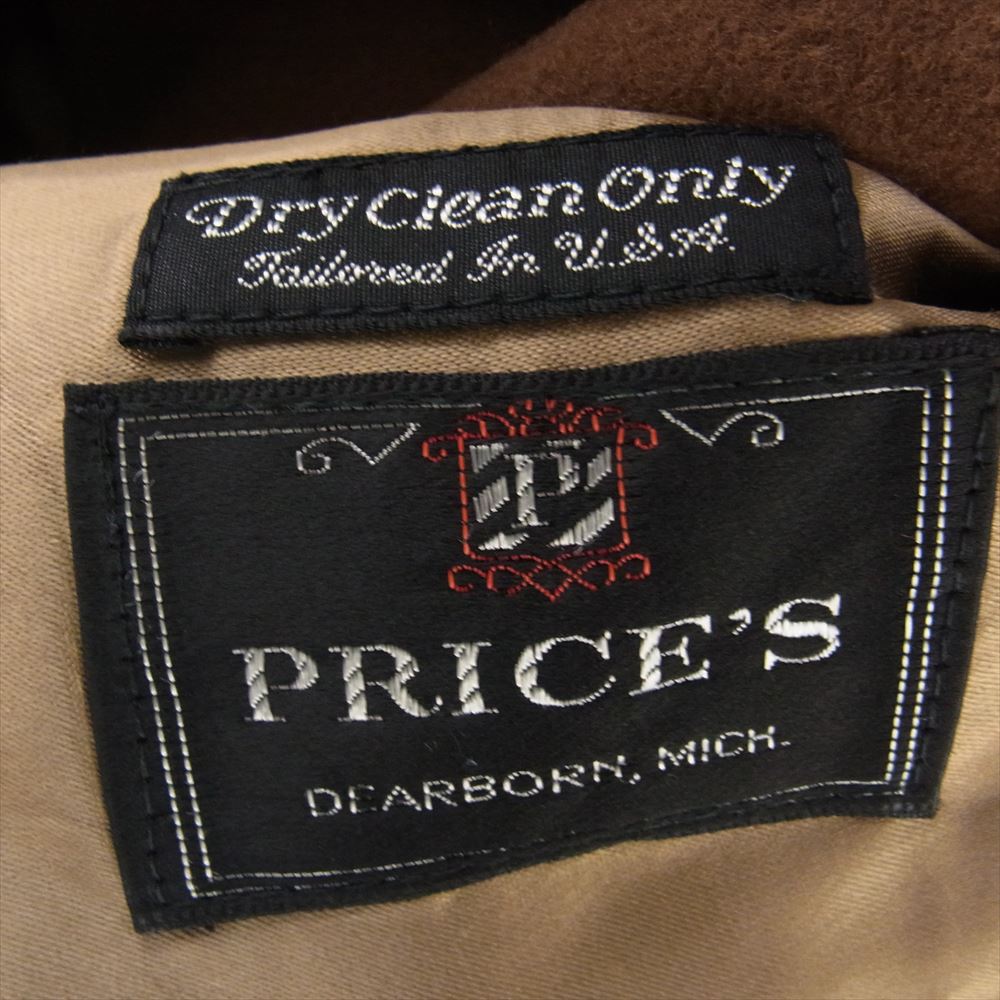 Dry Clean Only
Tailored In U.S.A.
P
PRICE'S
DEARBORN, MICH.